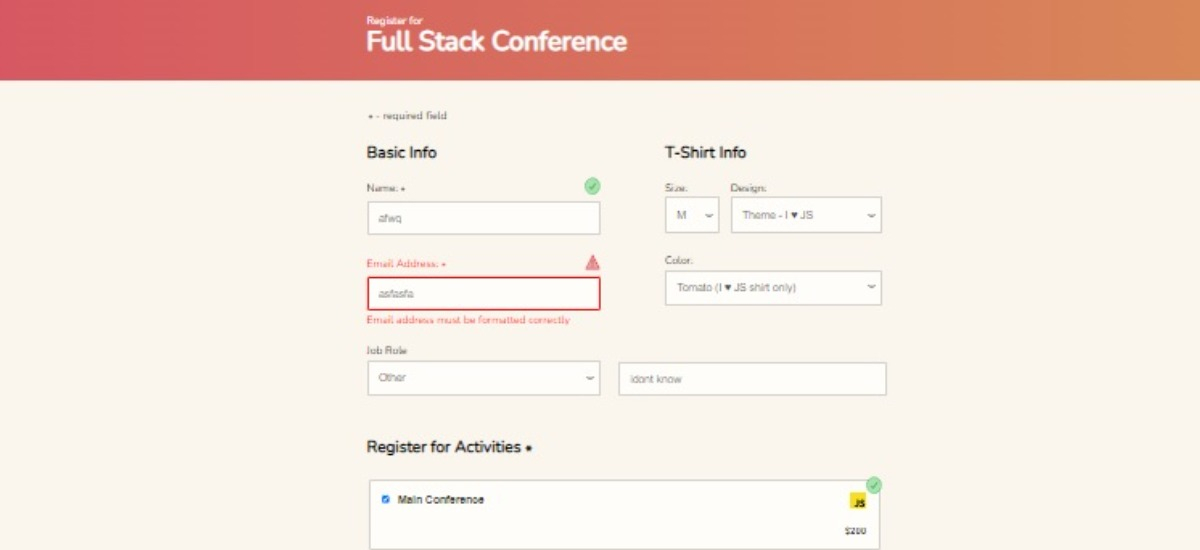 Register for
Full Stack Conference
* - required field
Basic Info
Name: *
afwq
Email Address: *
asfasfa
Email address must be formatted correctly
Job Role
Other
idont know
T-Shirt Info
Size:
M
Design:
Theme - I ♥ JS
Color:
Tomato (I ♥ JS shirt only)
Register for Activities *
Main Conference
JS
$200